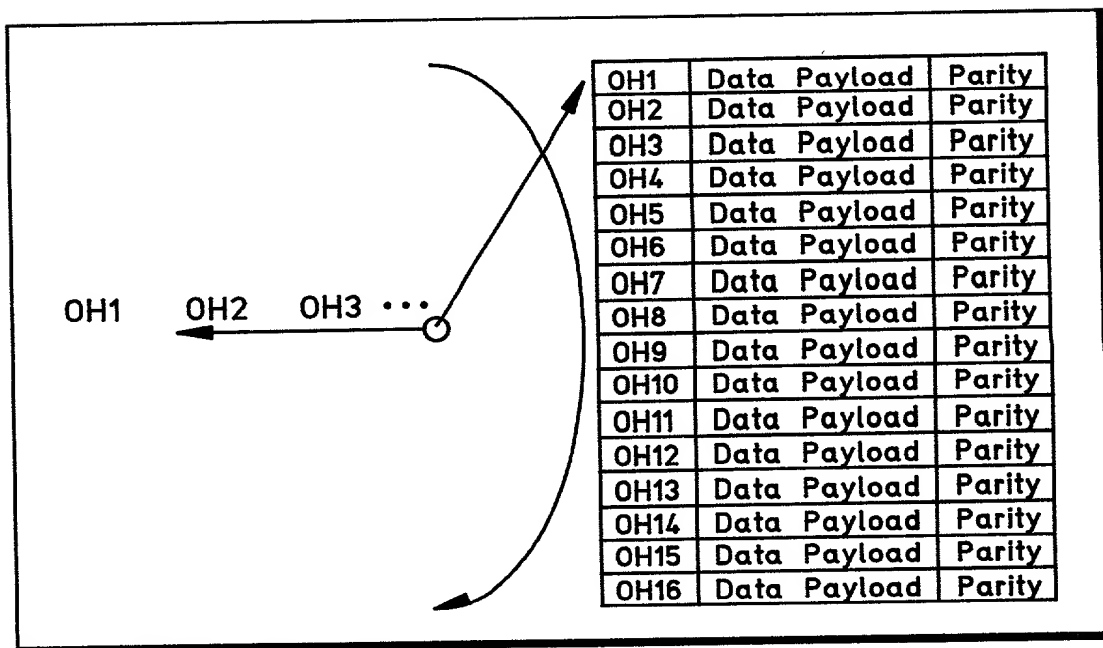 OH1 OH2 OH3 •••
OH1 Data Payload Parity
OH2 Data Payload Parity
OH3 Data Payload Parity
OH4 Data Payload Parity
OH5 Data Payload Parity
OH6 Data Payload Parity
OH7 Data Payload Parity
OH8 Data Payload Parity
OH9 Data Payload Parity
OH10 Data Payload Parity
OH11 Data Payload Parity
OH12 Data Payload Parity
OH13 Data Payload Parity
OH14 Data Payload Parity
OH15 Data Payload Parity
OH16 Data Payload Parity